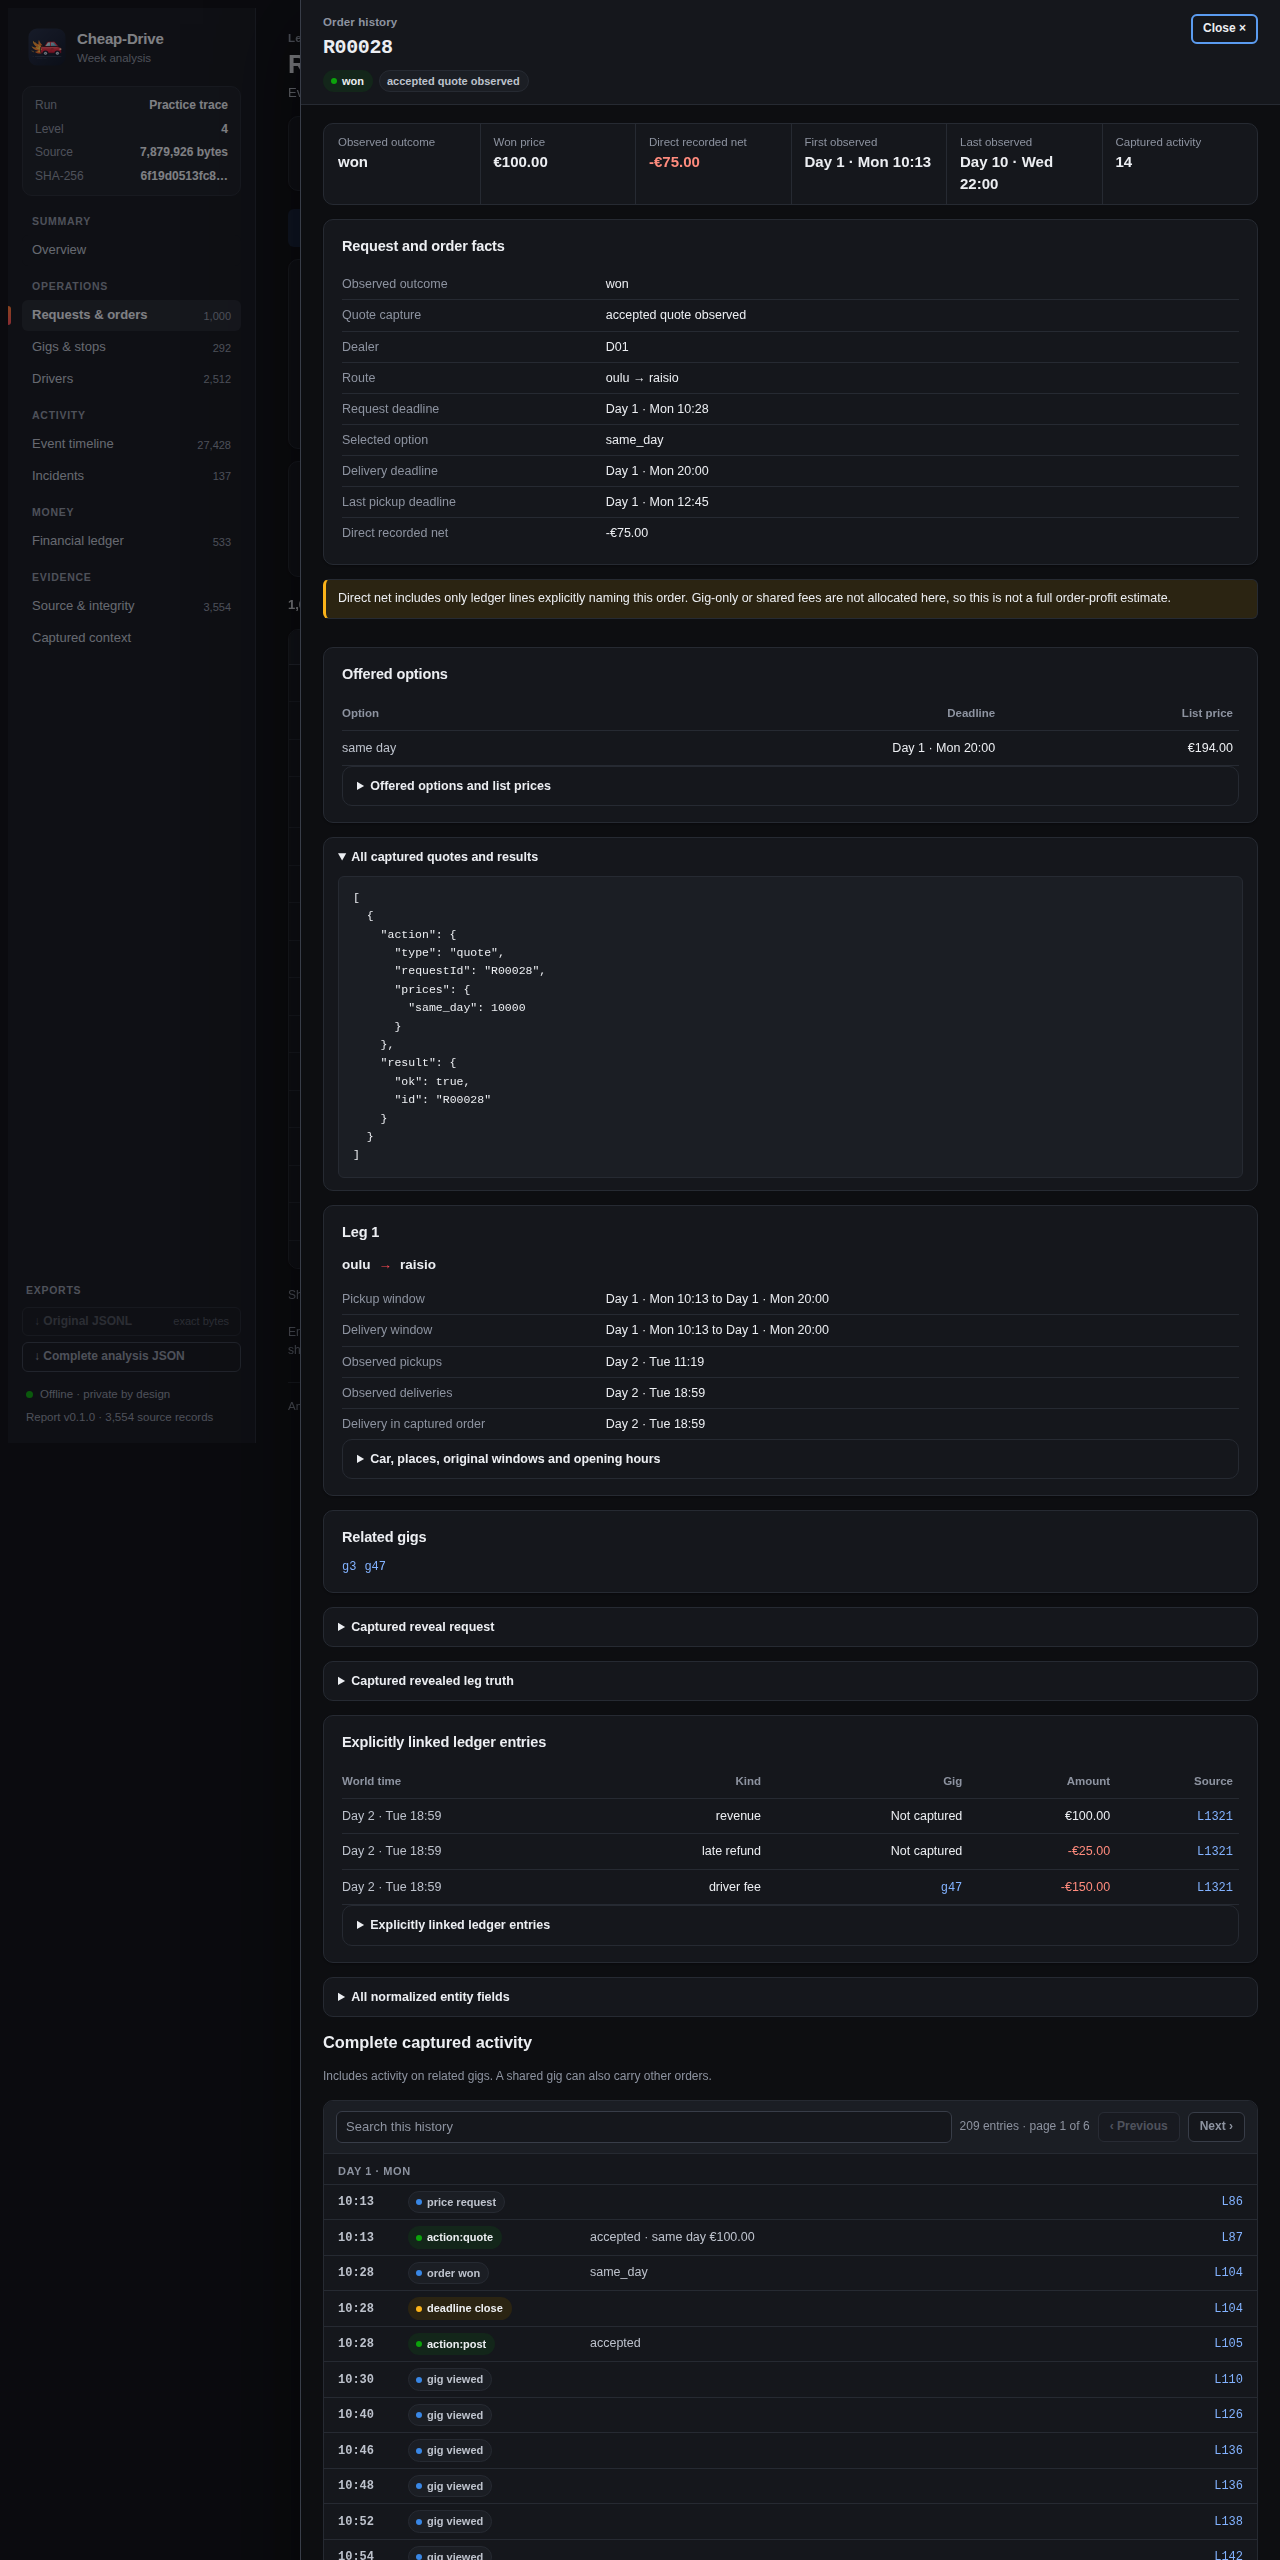 Cheap-Drive
Week analysis
Run Practice trace
Level 4
Source 7,879,926 bytes
SHA-256 6f19d0513fc8…
SUMMARY
Overview
OPERATIONS
Requests & orders 1,000
Gigs & stops 292
Drivers 2,512
ACTIVITY
Event timeline 27,428
Incidents 137
MONEY
Financial ledger 533
EVIDENCE
Source & integrity 3,554
Captured context
EXPORTS
↓ Original JSONL exact bytes
↓ Complete analysis JSON
Offline · private by design
Report v0.1.0 · 3,554 source records
Order history
R00028
Close ×
won accepted quote observed
Observed outcome
won
Won price
€100.00
Direct recorded net
-€75.00
First observed
Day 1 · Mon 10:13
Last observed
Day 10 · Wed
22:00
Captured activity
14
Request and order facts
Observed outcome won
Quote capture accepted quote observed
Dealer D01
Route oulu → raisio
Request deadline Day 1 · Mon 10:28
Selected option same_day
Delivery deadline Day 1 · Mon 20:00
Last pickup deadline Day 1 · Mon 12:45
Direct recorded net -€75.00
Direct net includes only ledger lines explicitly naming this order. Gig-only or shared fees are not allocated here, so this is not a full order-profit estimate.
Offered options
Option Deadline List price
same day Day 1 · Mon 20:00 €194.00
▶ Offered options and list prices
▼ All captured quotes and results
[
{
"action": {
"type": "quote",
"requestId": "R00028",
"prices": {
"same_day": 10000
}
},
"result": {
"ok": true,
"id": "R00028"
}
}
]
Leg 1
oulu → raisio
Pickup window Day 1 · Mon 10:13 to Day 1 · Mon 20:00
Delivery window Day 1 · Mon 10:13 to Day 1 · Mon 20:00
Observed pickups Day 2 · Tue 11:19
Observed deliveries Day 2 · Tue 18:59
Delivery in captured order Day 2 · Tue 18:59
▶ Car, places, original windows and opening hours
Related gigs
g3 g47
▶ Captured reveal request
▶ Captured revealed leg truth
Explicitly linked ledger entries
World time Kind Gig Amount Source
Day 2 · Tue 18:59 revenue Not captured €100.00 L1321
Day 2 · Tue 18:59 late refund Not captured -€25.00 L1321
Day 2 · Tue 18:59 driver fee g47 -€150.00 L1321
▶ Explicitly linked ledger entries
▶ All normalized entity fields
Complete captured activity
Includes activity on related gigs. A shared gig can also carry other orders.
Search this history 209 entries · page 1 of 6 ‹ Previous Next ›
DAY 1 · MON
10:13 price request L86
10:13 action:quote accepted · same day €100.00 L87
10:28 order won same_day L104
10:28 deadline close L104
10:28 action:post accepted L105
10:30 gig viewed L110
10:40 gig viewed L126
10:46 gig viewed L136
10:48 gig viewed L136
10:52 gig viewed L138
10:54 gig viewed L142